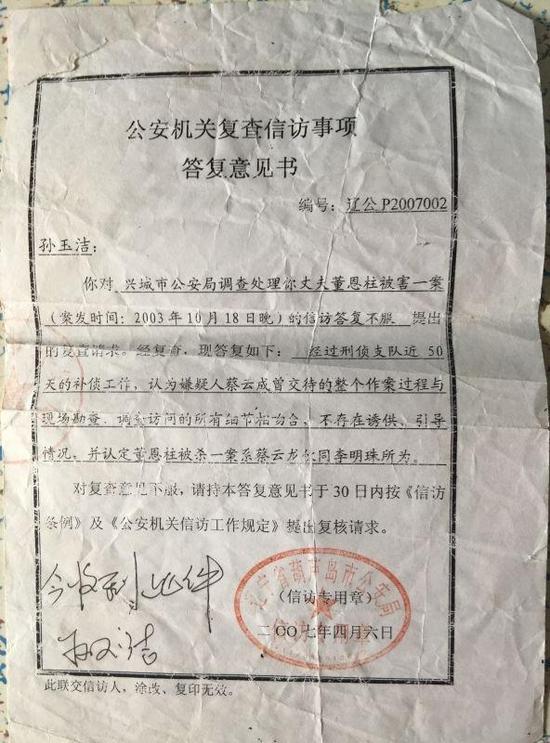 公安机关复查信访事项
答复意见书
编号：辽公P2007002
孙玉洁：
你对 兴城市公安局调查处理你丈夫董恩柱被害一案
（案发时间：2003年10月18日晚）的信访答复不服 提出
的复查请求。经复查，现答复如下： 经过刑侦支队近 50
天的补侦工作，认为嫌疑人蔡云成曾交待的整个作案过程与
现场勘查、调查访问的所有细节相吻合，不存在诱供、引导
情况，并认定董恩柱被杀一案系蔡云 同李明珠所为。
对复查意见不服，请持本答复意见书于 30 日内按《信访
条例》及《公安机关信访工作规定》提出复核请求。
今收到此件
孙玉洁
辽宁省葫芦岛市公安局
（信访专用章）
二〇〇七年四月六日
此联交信访人，涂改、复印无效。